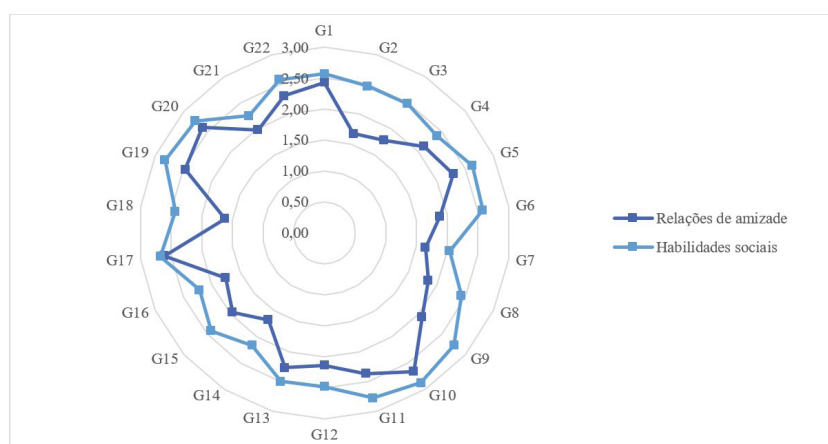 G1
G2
G3
G4
G5
G6
G7
G8
G9
G10
G11
G12
G13
G14
G15
G16
G17
G18
G19
G20
G21
G22
3,00
2,50
2,00
1,50
1,00
0,50
0,00
Relações de amizade
Habilidades sociais